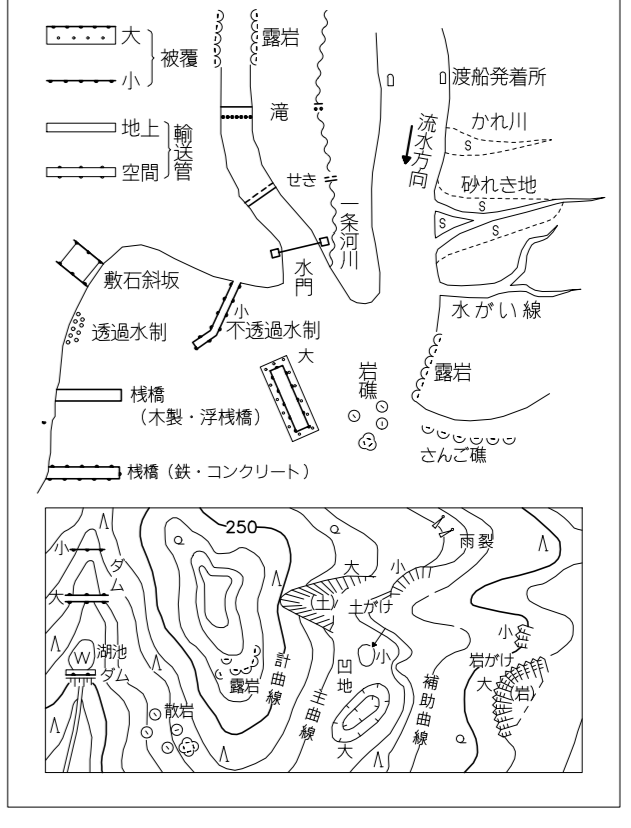 大
小
被覆
地上
空間
輸送管
露岩
滝
せき
一条河川
水門
渡船発着所
流水方向
かれ川
S
砂れき地
S
S
S
水がい線
敷石斜坂
透過水制
小
不透過水制
大
桟橋
(木製・浮桟橋)
桟橋(鉄・コンクリート)
岩礁
露岩
さんご礁
250
小
ダム
大
W
湖池
ダム
散岩
露岩
計曲線
主曲線
大
(土)
小
土がけ
凹地
小
大
補助曲線
雨裂
小
岩がけ
大
(岩)